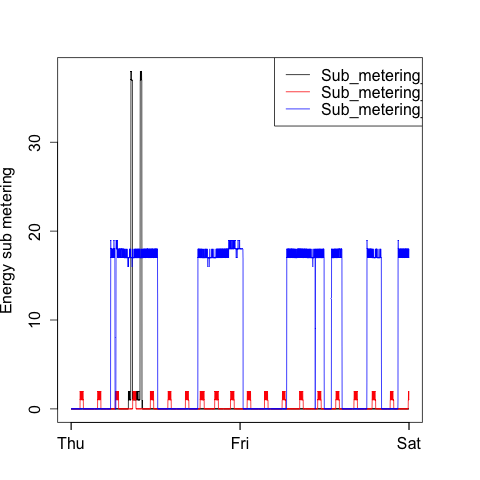 Sub_metering_
Sub_metering_
Sub_metering_
Energy sub metering
30
20
10
0
Thu Fri Sat